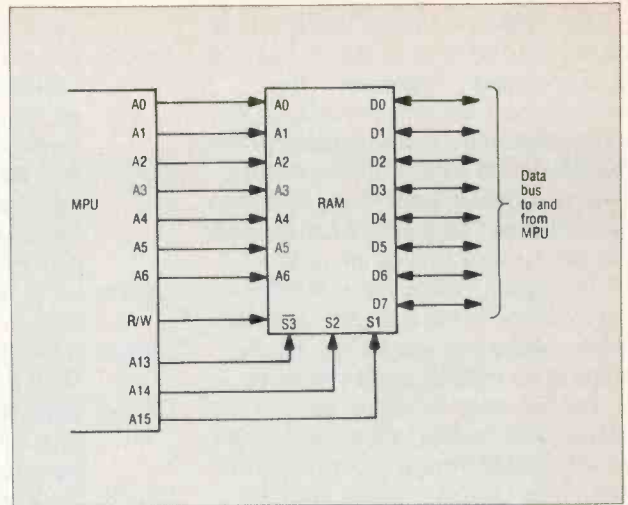 A0 A0 D0
A1 A1 D1
A2 A2 D2
A3 A3 D3
MPU RAM
A4 A4 D4
A5 A5 D5
A6 A6 D6
D7
Data
bus
to and
from
MPU
R/W S̅3̅ S2 S1
A13
A14
A15